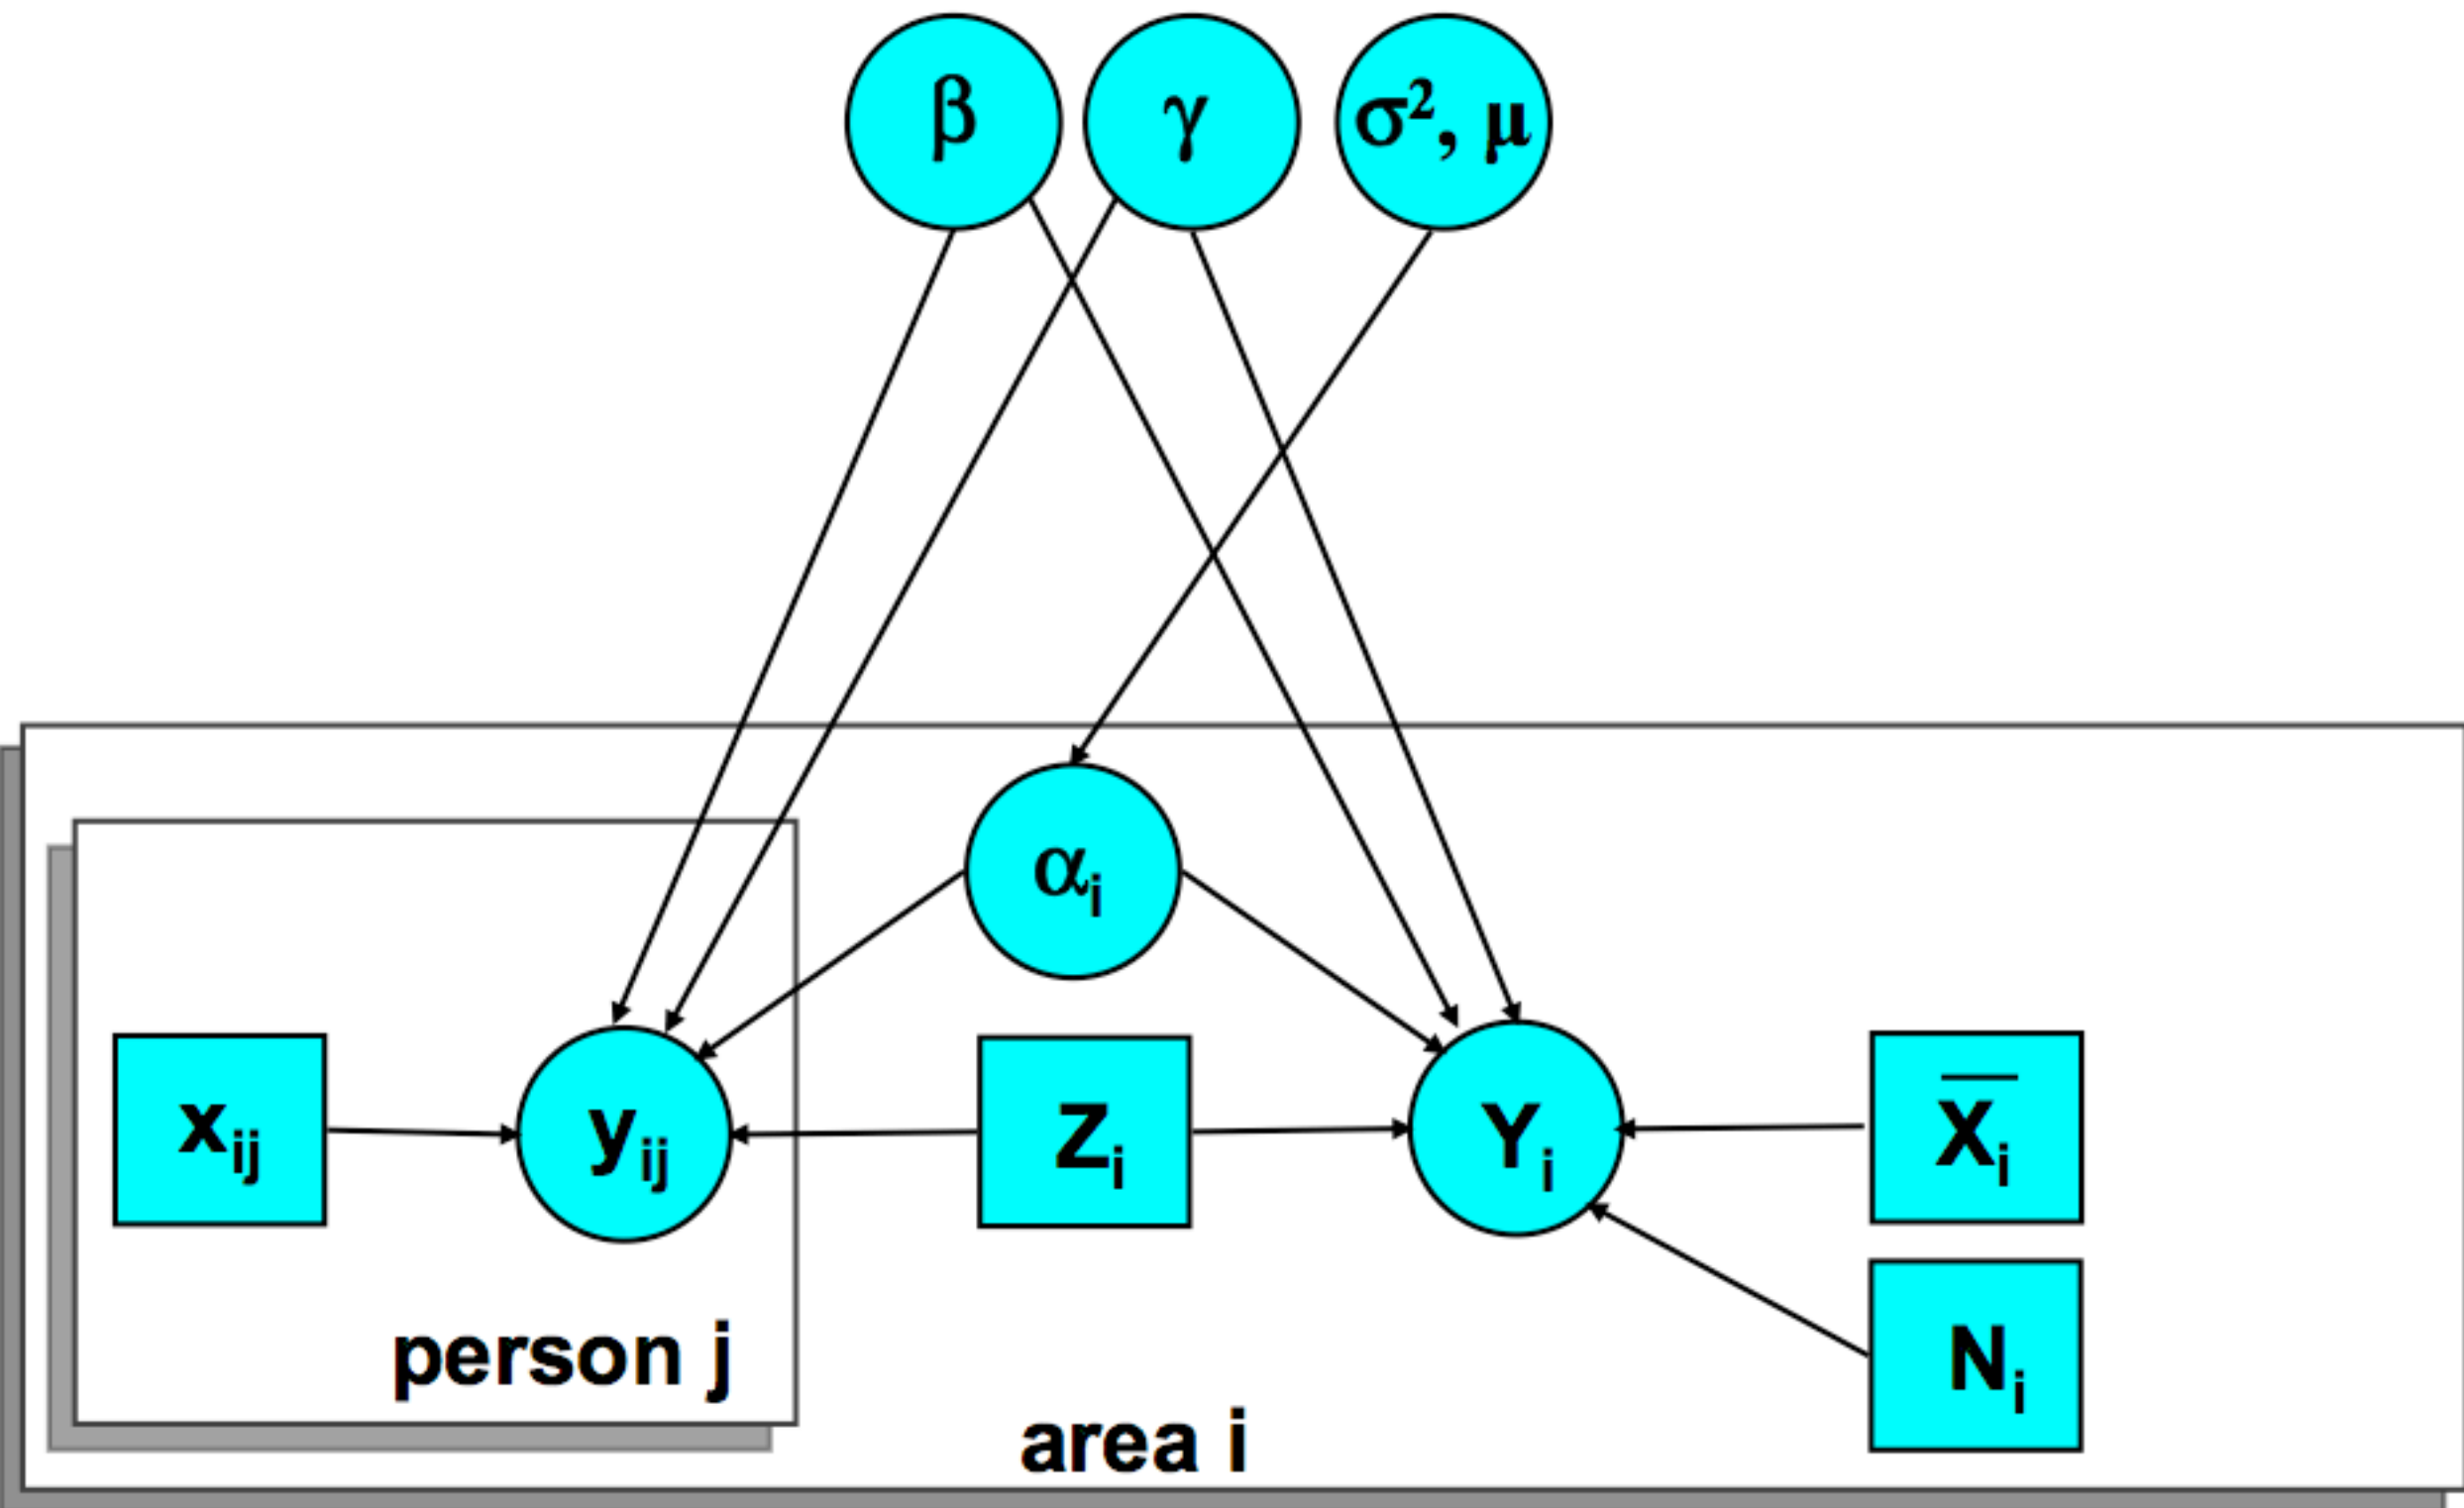 β
γ
σ², μ
αᵢ
xᵢⱼ
yᵢⱼ
Zᵢ
Yᵢ
X̅ᵢ
Nᵢ
person j
area i